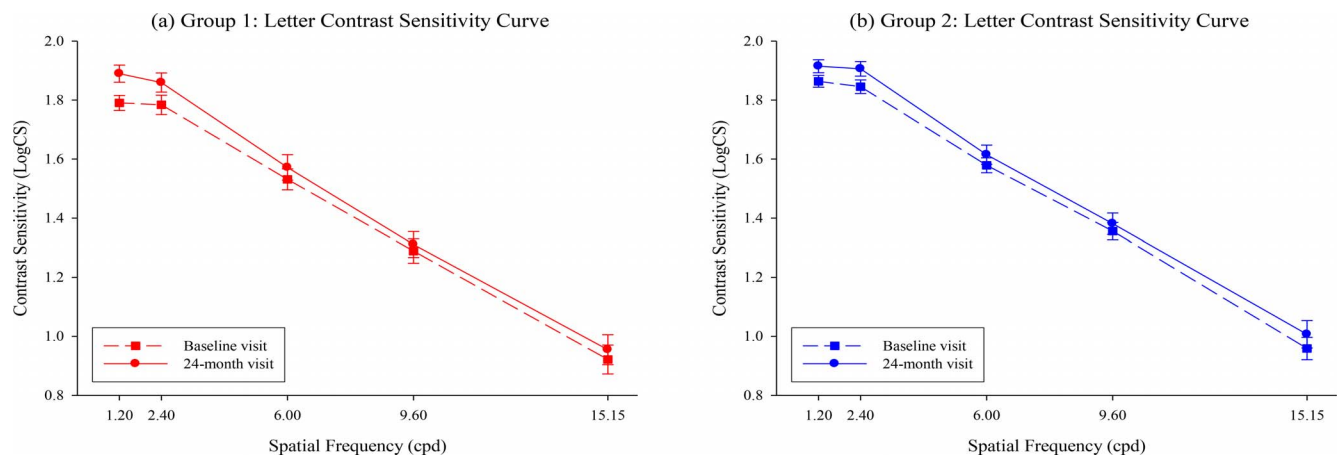 (a) Group 1: Letter Contrast Sensitivity Curve
Contrast Sensitivity (LogCS)
2.0
1.8
1.6
1.4
1.2
1.0
0.8
Baseline visit
24-month visit
1.20 2.40 6.00 9.60 15.15
Spatial Frequency (cpd)
(b) Group 2: Letter Contrast Sensitivity Curve
Contrast Sensitivity (LogCS)
2.0
1.8
1.6
1.4
1.2
1.0
0.8
Baseline visit
24-month visit
1.20 2.40 6.00 9.60 15.15
Spatial Frequency (cpd)